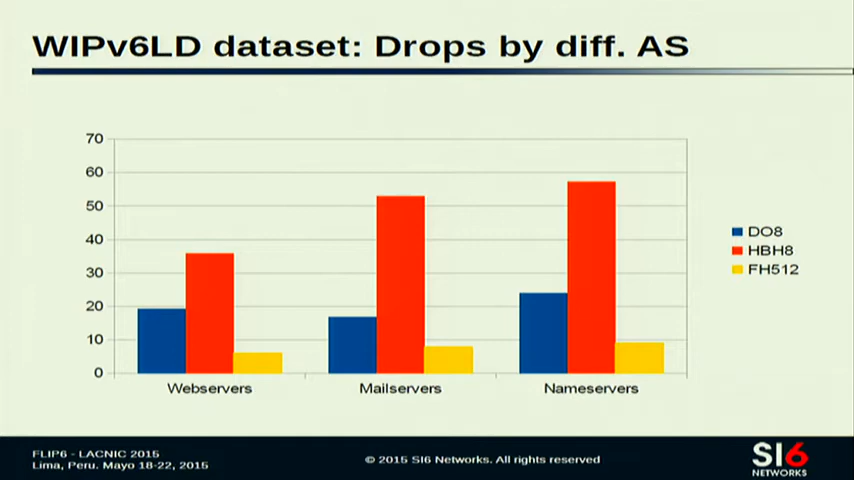 WIPv6LD dataset: Drops by diff. AS
70
60
50
40
30
20
10
0
Webservers Mailservers Nameservers
DO8
HBH8
FH512
FLIP6 - LACNIC 2015
Lima, Peru. Mayo 18-22, 2015
© 2015 SI6 Networks. All rights reserved
SI6
NETWORKS